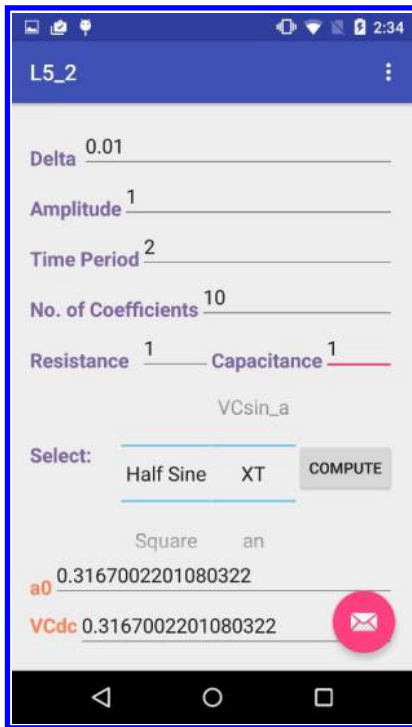 2:34
L5_2
Delta 0.01
Amplitude 1
Time Period 2
No. of Coefficients 10
Resistance 1 Capacitance 1
VCsin_a
Select: Half Sine XT COMPUTE
Square an
a0 0.3167002201080322
VCdc 0.3167002201080322